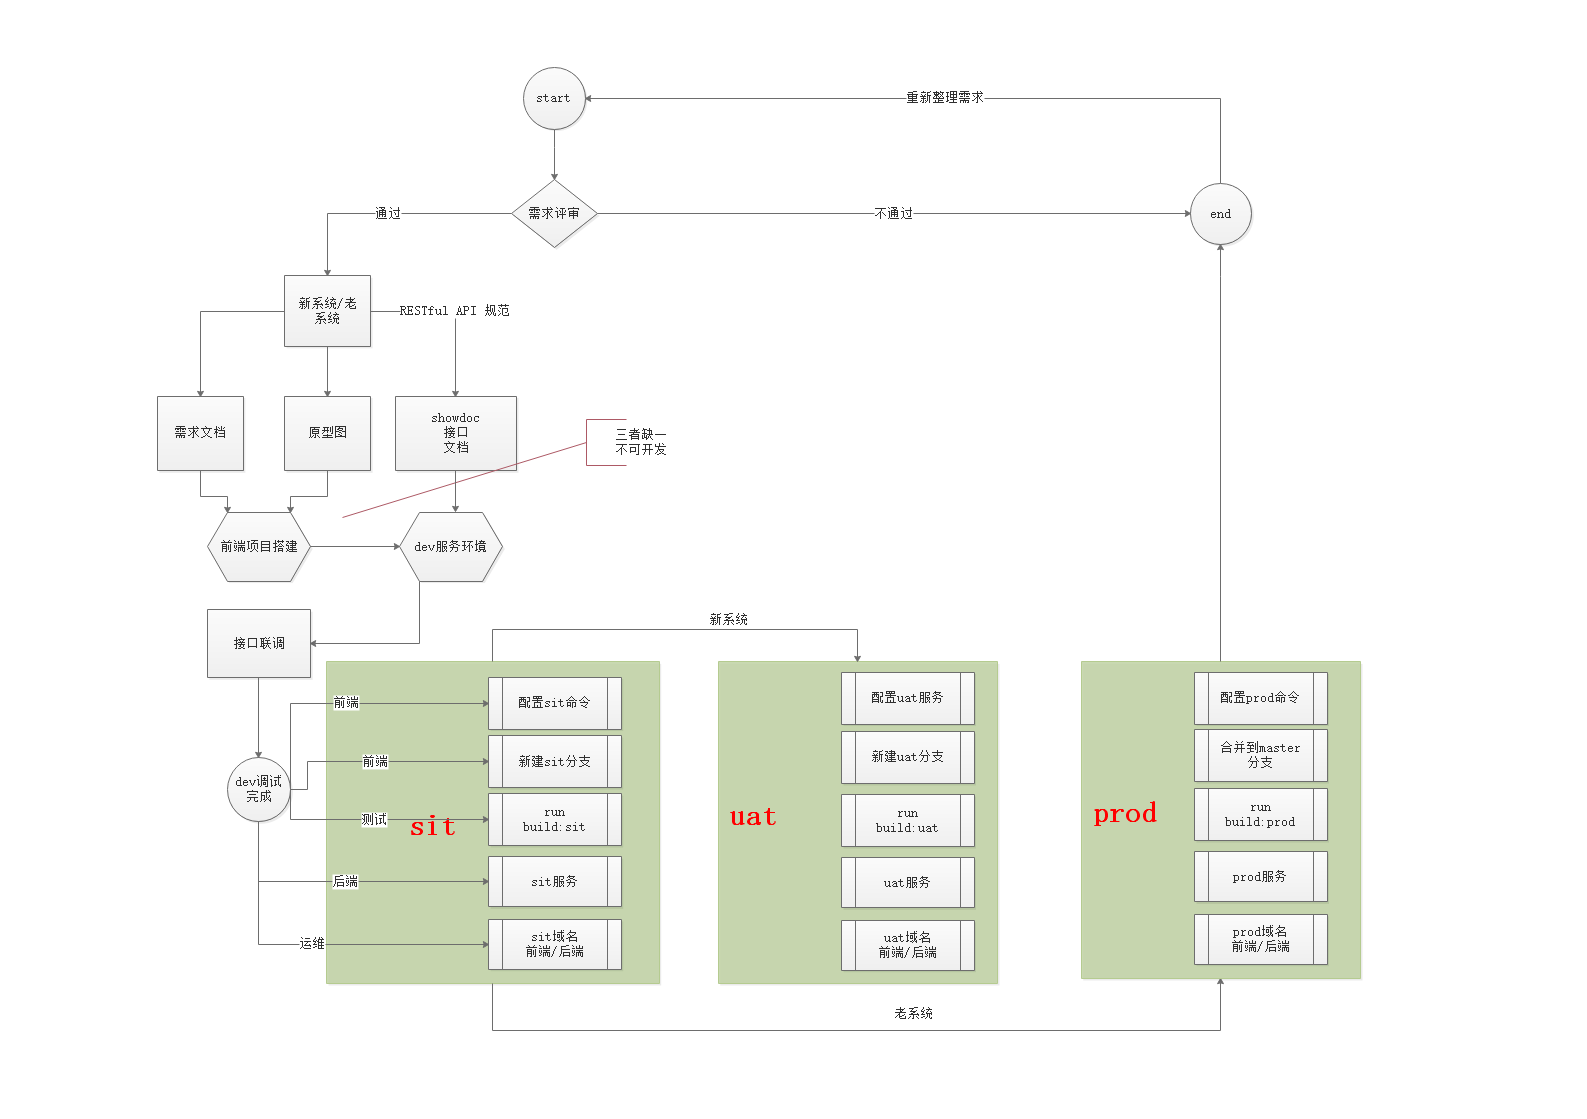 start
重新整理需求
需求评审
通过
不通过
end
新系统/老
系统
RESTful API 规范
需求文档
原型图
showdoc
接口
文档
三者缺一
不可开发
前端项目搭建
dev服务环境
接口联调
新系统
dev调试
完成
前端
前端
测试
后端
运维
sit
配置sit命令
新建sit分支
run
build:sit
sit服务
sit域名
前端/后端
uat
配置uat服务
新建uat分支
run
build:uat
uat服务
uat域名
前端/后端
prod
配置prod命令
合并到master
分支
run
build:prod
prod服务
prod域名
前端/后端
老系统